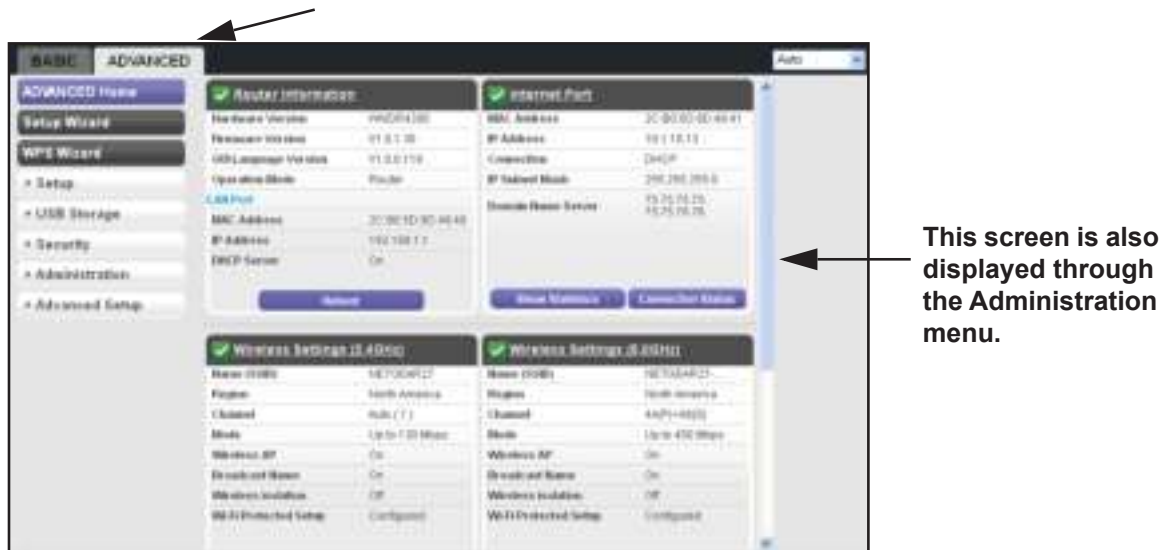 BASIC ADVANCED Auto
ADVANCED Home
Setup Wizard
WPS Wizard
Setup
USB Storage
Security
Administration
Advanced Setup
Router Information
Hardware Version
Firmware Version
GUI Language Version
Operation Mode Router
LAN Port
MAC Address
IP Address
DHCP Server On
Reboot
Internet Port
MAC Address
IP Address
Connection DHCP
IP Subnet Mask
Domain Name Server
Show Statistics Connection Status
Wireless Settings (2.4GHz)
Name (SSID)
Region North America
Channel Auto ( 1 )
Mode
Wireless AP On
Broadcast Name On
Wireless Isolation Off
Wi-Fi Protected Setup Configured
Wireless Settings (5.0GHz)
Name (SSID)
Region North America
Channel
Mode Up to 450 Mbps
Wireless AP On
Broadcast Name On
Wireless Isolation Off
Wi-Fi Protected Setup Configured
This screen is also
displayed through
the Administration
menu.